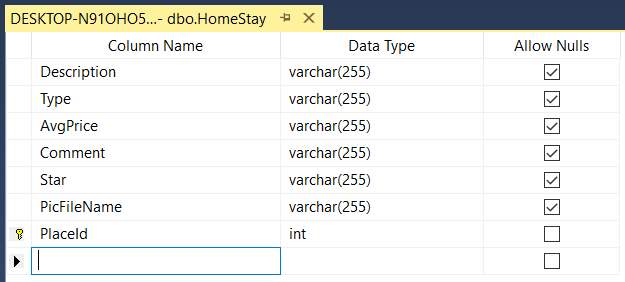 DESKTOP-N91OHO5...- dbo.HomeStay
Column Name Data Type Allow Nulls
Description varchar(255)
Type varchar(255)
AvgPrice varchar(255)
Comment varchar(255)
Star varchar(255)
PicFileName varchar(255)
PlaceId int